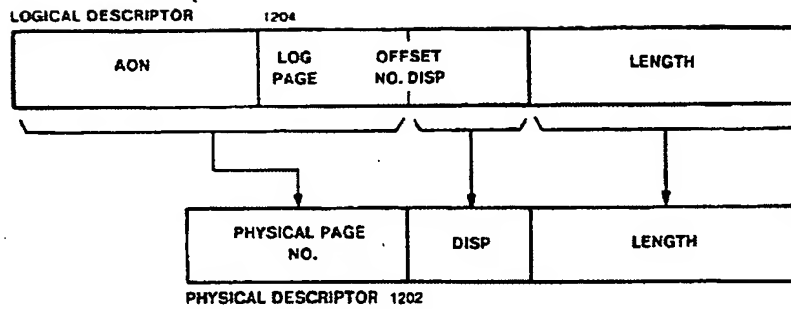 LOGICAL DESCRIPTOR 1204
AON
LOG PAGE
OFFSET NO. DISP
LENGTH
PHYSICAL PAGE NO.
DISP
LENGTH
PHYSICAL DESCRIPTOR 1202